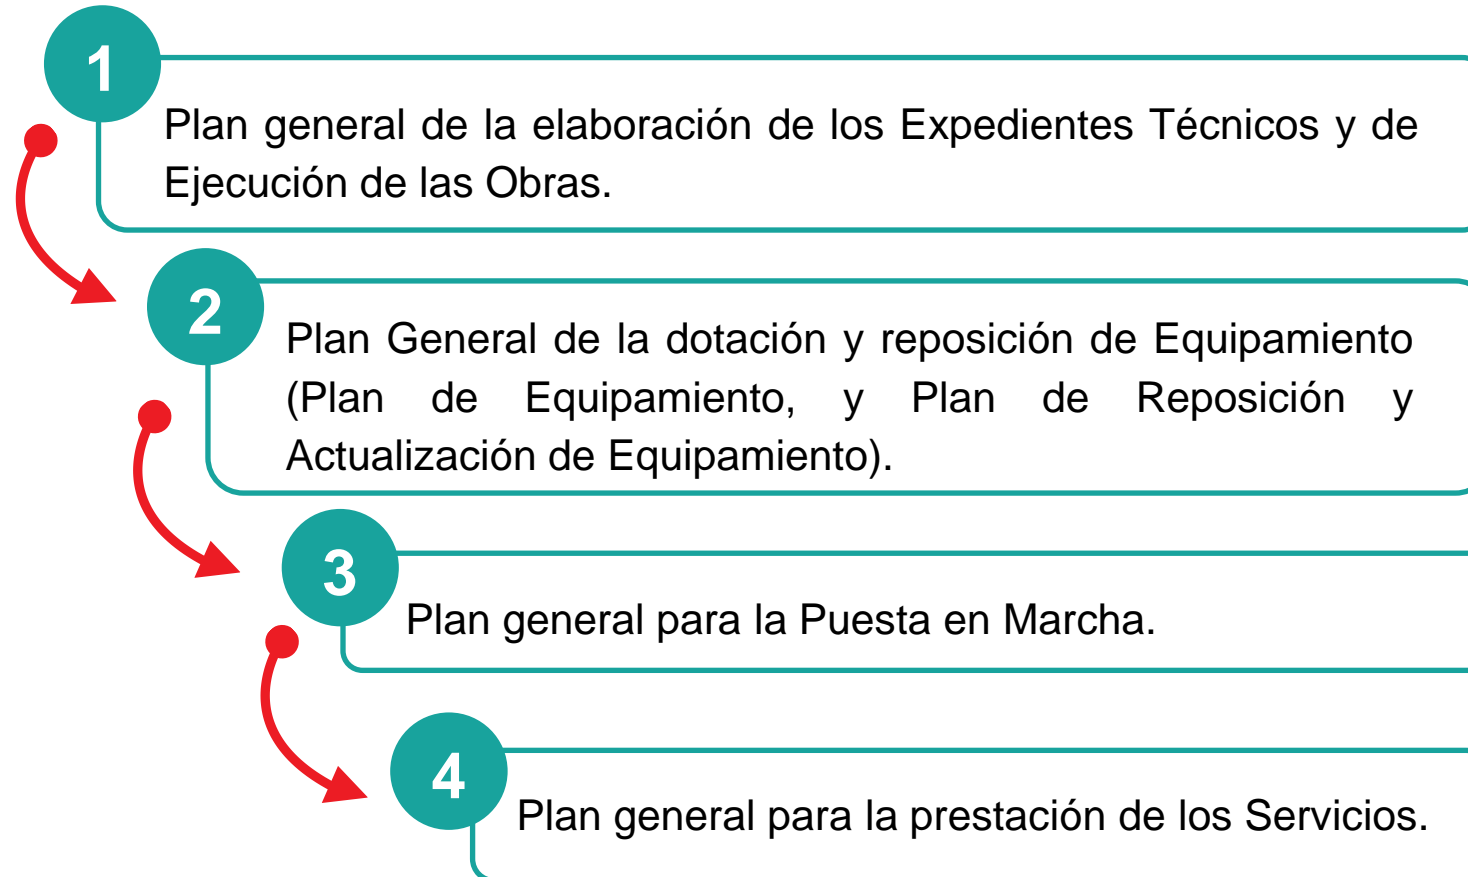 1
Plan general de la elaboración de los Expedientes Técnicos y de
Ejecución de las Obras.
2
Plan General de la dotación y reposición de Equipamiento
(Plan de Equipamiento, y Plan de Reposición y
Actualización de Equipamiento).
3
Plan general para la Puesta en Marcha.
4
Plan general para la prestación de los Servicios.